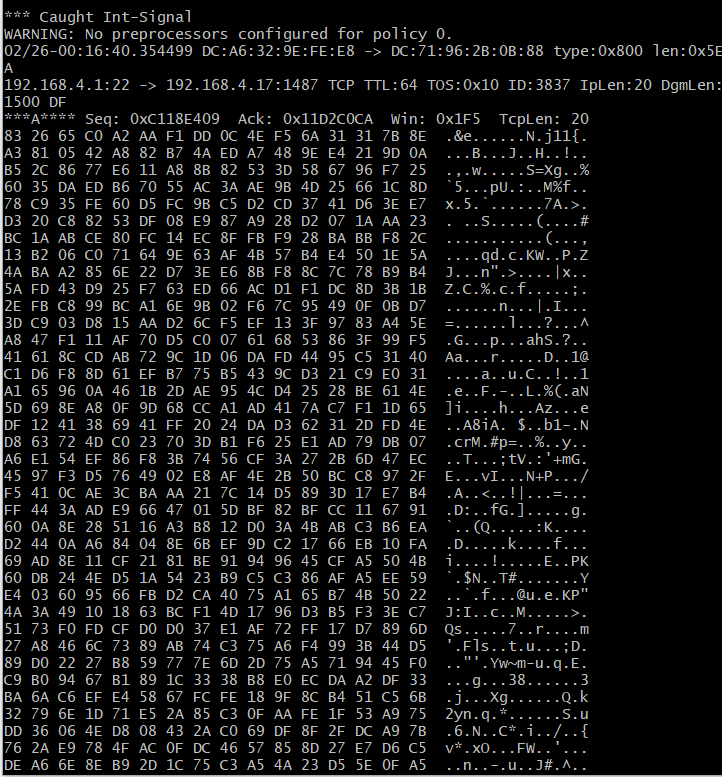 *** Caught Int-Signal
WARNING: No preprocessors configured for policy 0.
02/26-00:16:40.354499 DC:A6:32:9E:FE:E8 -> DC:71:96:2B:0B:88 type:0x800 len:0x5E
A
192.168.4.1:22 -> 192.168.4.17:1487 TCP TTL:64 TOS:0x10 ID:3837 IpLen:20 DgmLen:
1500 DF
***A**** Seq: 0xC118E409  Ack: 0x11D2C0CA  Win: 0x1F5  TcpLen: 20
83 26 65 C0 A2 AA F1 DD 0C 4E F5 6A 31 31 7B 8E  .&e......N.j11{.
A3 81 05 42 A8 82 B7 4A ED A7 48 9E E4 21 9D 0A  ...B...J..H..!..
B5 2C 86 77 E6 11 A8 8B 82 53 3D 58 67 96 F7 25  .,.w.....S=Xg..%
60 35 DA ED B6 70 55 AC 3A AE 9B 4D 25 66 1C 8D  `5...pU.:..M%f..
78 C9 35 FE 60 D5 FC 9B C5 D2 CD 37 41 D6 3E E7  x.5.`......7A.>.
D3 20 C8 82 53 DF 08 E9 87 A9 28 D2 07 1A AA 23  . ..S.....(....#
BC 1A AB CE 80 FC 14 EC 8F FB F9 28 BA BB F8 2C  ...........(...,
13 B2 06 C0 71 64 9E 63 AF 4B 57 B4 E4 50 1E 5A  ....qd.c.KW..P.Z
4A BA A2 85 6E 22 D7 3E E6 8B F8 8C 7C 78 B9 B4  J...n".>....|x..
5A FD 43 D9 25 F7 63 ED 66 AC D1 F1 DC 8D 3B 1B  Z.C.%.c.f.....;.
2E FB C8 99 BC A1 6E 9B 02 F6 7C 95 49 0F 0B D7  ......n...|.I...
3D C9 03 D8 15 AA D2 6C F5 EF 13 3F 97 83 A4 5E  =......l...?...^
A8 47 F1 11 AF 70 D5 C0 07 61 68 53 86 3F 99 F5  .G...p...ahS.?..
41 61 8C CD AB 72 9C 1D 06 DA FD 44 95 C5 31 40  Aa...r.....D..1@
C1 D6 F8 8D 61 EF B7 75 B5 43 9C D3 21 C9 E0 31  ....a..u.C..!..1
A1 65 96 0A 46 1B 2D AE 95 4C D4 25 28 BE 61 4E  .e..F.-..L.%(.aN
5D 69 8E A8 0F 9D 68 CC A1 AD 41 7A C7 F1 1D 65  ]i....h...Az...e
DF 12 41 38 69 41 FF 20 24 DA D3 62 31 2D FD 4E  ..A8iA. $..b1-.N
D8 63 72 4D C0 23 70 3D B1 F6 25 E1 AD 79 DB 07  .crM.#p=..%..y..
A6 E1 54 EF 86 F8 3B 74 56 CF 3A 27 2B 6D 47 EC  ..T...;tV.:'+mG.
45 97 F3 D5 76 49 02 E8 AF 4E 2B 50 BC C8 97 2F  E...vI...N+P.../
F5 41 0C AE 3C BA AA 21 7C 14 D5 89 3D 17 E7 B4  .A..<..!|...=...
FF 44 3A AD E9 66 47 01 5D BF 82 BF CC 11 67 91  .D:..fG.].....g.
60 0A 8E 28 51 16 A3 B8 12 D0 3A 4B AB C3 B6 EA  `..(Q.....:K....
D2 44 0A A6 84 04 8E 6B EF 9D C2 17 66 EB 10 FA  .D.....k....f...
69 AD 8E 11 CF 21 81 BE 91 94 96 45 CF A5 50 4B  i....!.....E..PK
60 DB 24 4E D5 1A 54 23 B9 C5 C3 86 AF A5 EE 59  `.$N..T#.......Y
E4 03 60 95 66 FB D2 CA 40 75 A1 65 B7 4B 50 22  ..`.f...@u.e.KP"
4A 3A 49 10 18 63 BC F1 4D 17 96 D3 B5 F3 3E C7  J:I..c..M.....>.
51 73 F0 FD CF D0 D0 37 E1 AF 72 FF 17 D7 89 6D  Qs.....7..r....m
27 A8 46 6C 73 89 AB 74 C3 75 A6 F4 99 3B 44 D5  '.Fls..t.u...;D.
89 D0 22 27 B8 59 77 7E 6D 2D 75 A5 71 94 45 F0  .."'.Yw~m-u.q.E.
C9 B0 94 67 B1 89 1C 33 38 B8 E0 EC DA A2 DF 33  ...g...38......3
BA 6A C6 EF E4 58 67 FC FE 18 9F 8C B4 51 C5 6B  .j...Xg......Q.k
32 79 6E 1D 71 E5 2A 85 C3 0F AA FE 1F 53 A9 75  2yn.q.*......S.u
DD 36 06 4E D8 08 43 2A C0 69 DF 8F 2F DC A9 7B  .6.N..C*.i../..{
76 2A E9 78 4F AC 0F DC 46 57 85 8D 27 E7 D6 C5  v*.xO...FW..'...
DE A6 6E 8E B9 2D 1C 75 C3 A5 4A 23 D5 5E 0F A5  ..n..-.u..J#.^..